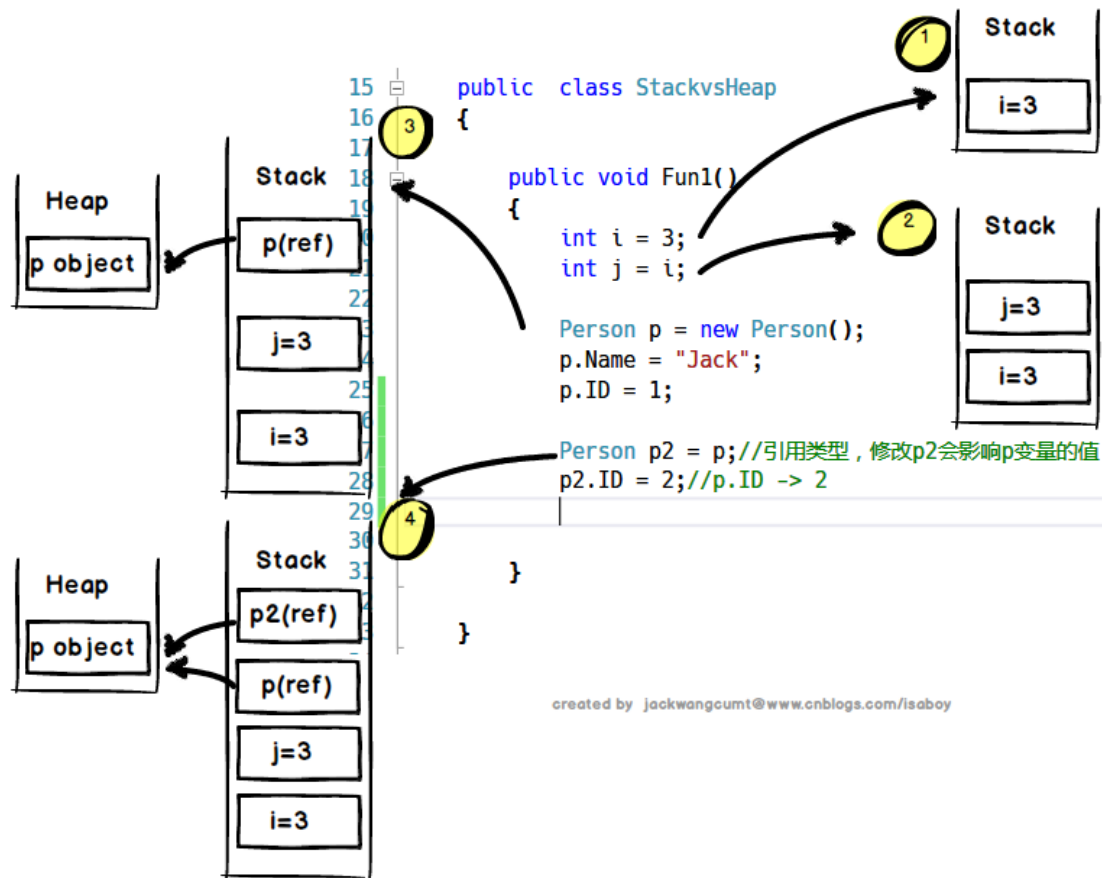 1
Stack
i=3
15 public class StackvsHeap
16 {
3
17
18 public void Fun1()
19 {
int i = 3;
int j = i;
22
Person p = new Person();
p.Name = "Jack";
25 p.ID = 1;
Person p2 = p;//引用类型，修改p2会影响p变量的值
28 p2.ID = 2;//p.ID -> 2
29
30
31 }
}
2
Stack
j=3
i=3
Stack
Heap
p(ref)
p object
j=3
i=3
4
Stack
Heap
p2(ref)
p object
p(ref)
j=3
i=3
created by jackwangcumt@www.cnblogs.com/isaboy